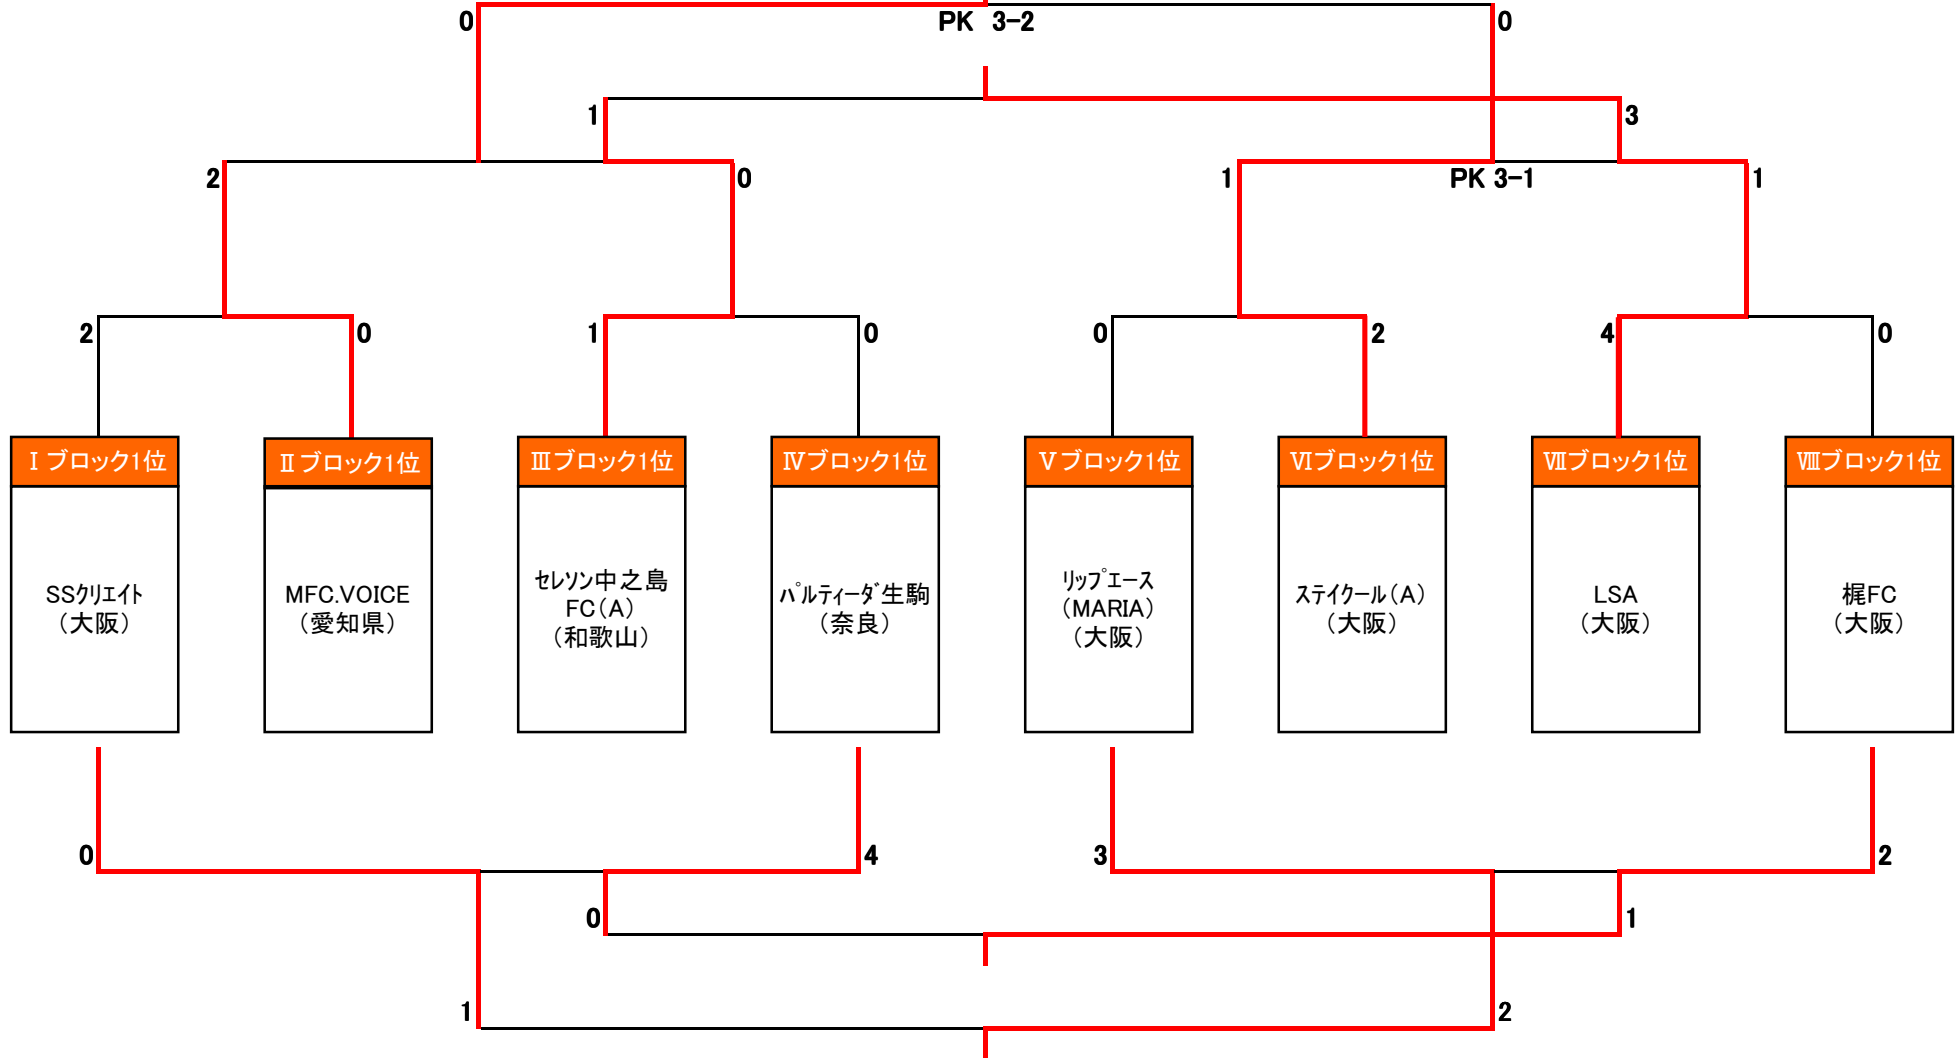 0 PK 3-2 0
1 3
2 0 1 PK 3-1 1
2 0 1 0 0 2 4 0
Ⅰブロック1位
SSクリエイト
(大阪)
Ⅱブロック1位
MFC.VOICE
(愛知県)
Ⅲブロック1位
セレソン中之島
FC(A)
(和歌山)
Ⅳブロック1位
パルティーダ生駒
(奈良)
Ⅴブロック1位
リップエース
(MARIA)
(大阪)
Ⅵブロック1位
ステイクール(A)
(大阪)
Ⅶブロック1位
LSA
(大阪)
Ⅷブロック1位
梶FC
(大阪)
0 4 3 2
0 1
1 2